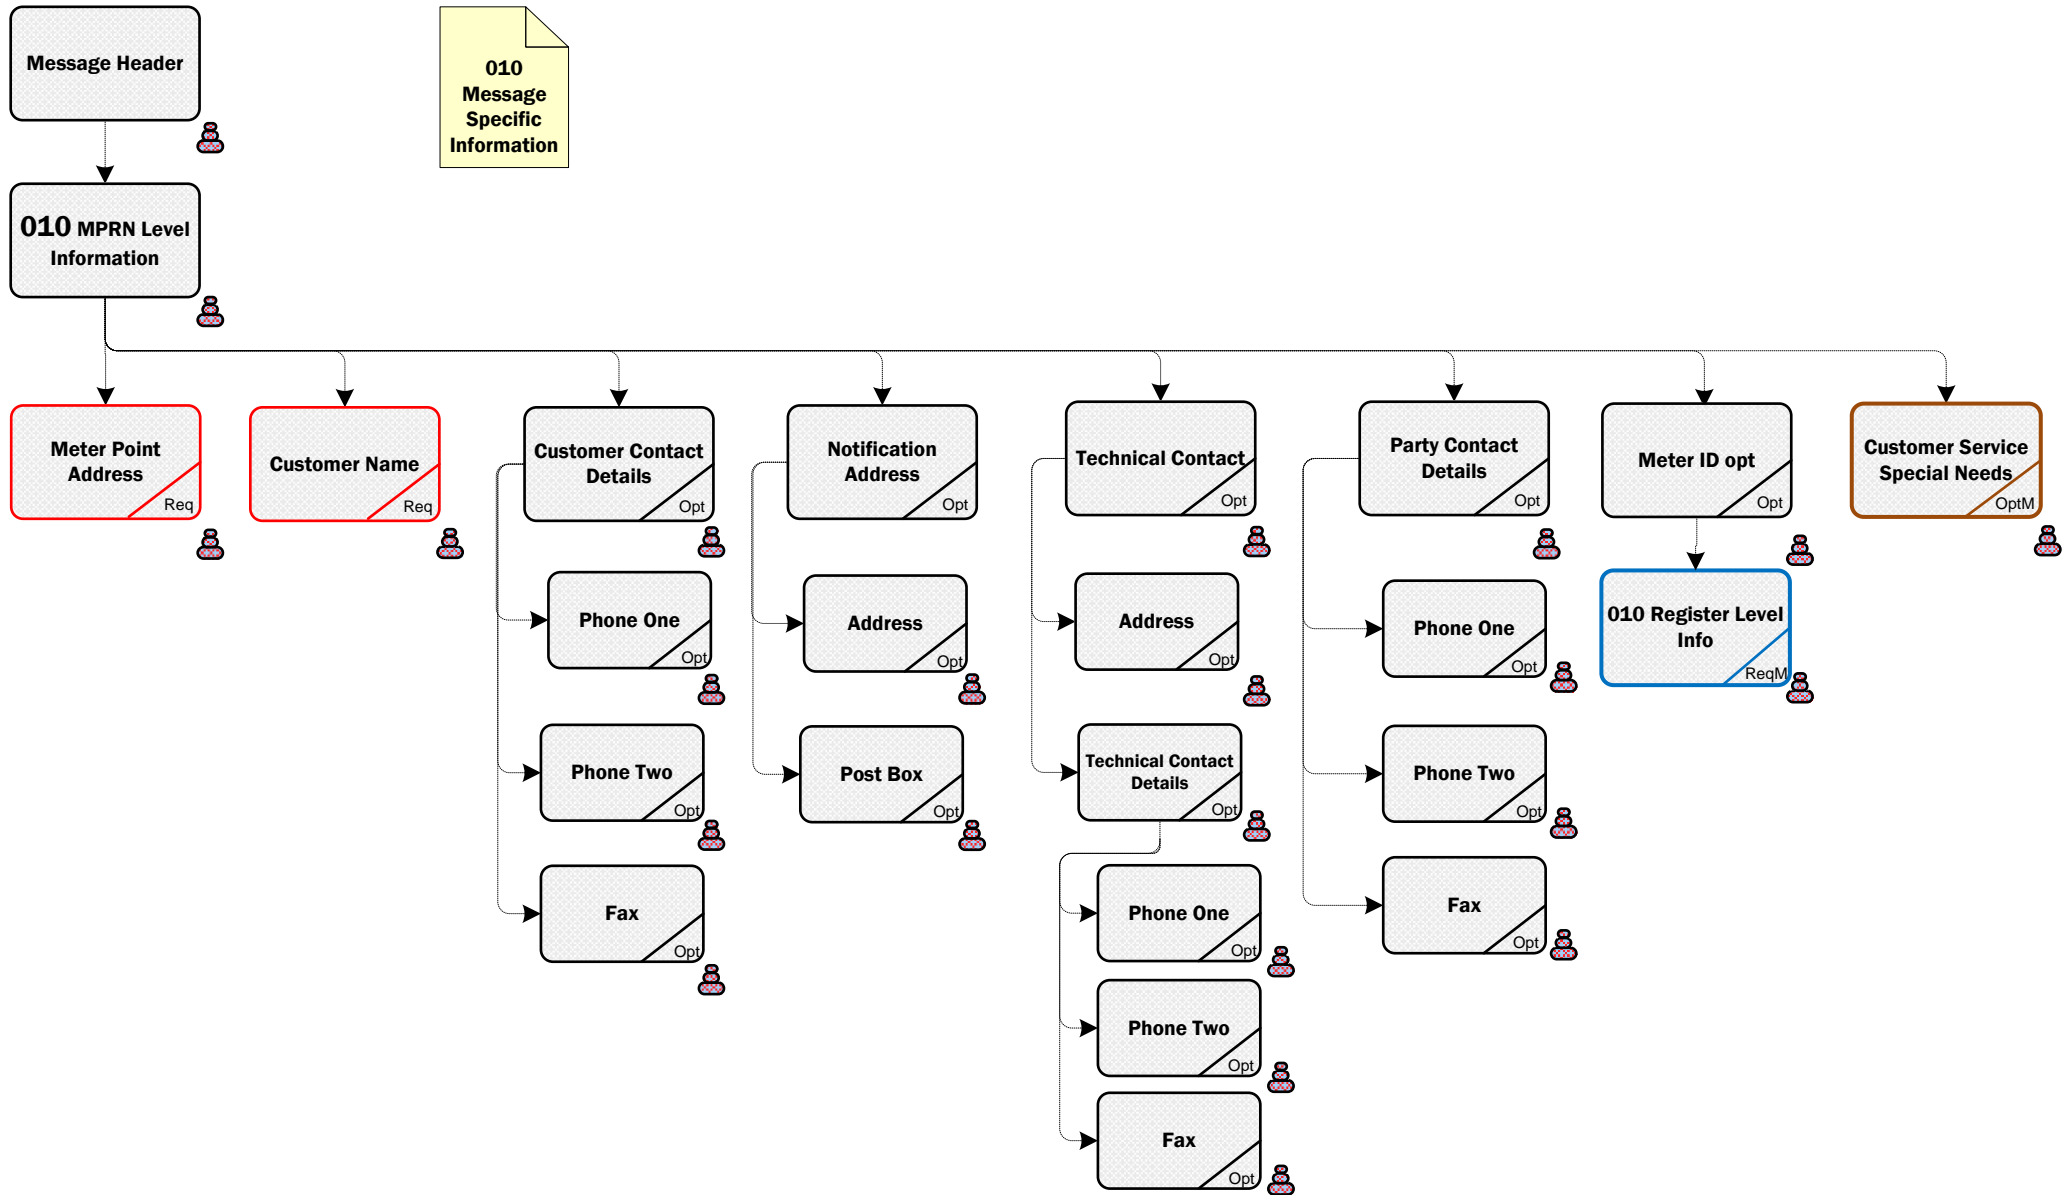 Message Header
010
Message
Specific
Information
010 MPRN Level
Information
Meter Point
Address
Req
Customer Name
Req
Customer Contact
Details
Opt
Notification
Address
Opt
Technical Contact
Opt
Party Contact
Details
Opt
Meter ID opt
Opt
Customer Service
Special Needs
OptM
Phone One
Opt
Address
Opt
Address
Opt
Phone One
Opt
010 Register Level
Info
ReqM
Phone Two
Opt
Post Box
Opt
Technical Contact
Details
Opt
Phone Two
Opt
Fax
Opt
Phone One
Opt
Fax
Opt
Phone Two
Opt
Fax
Opt